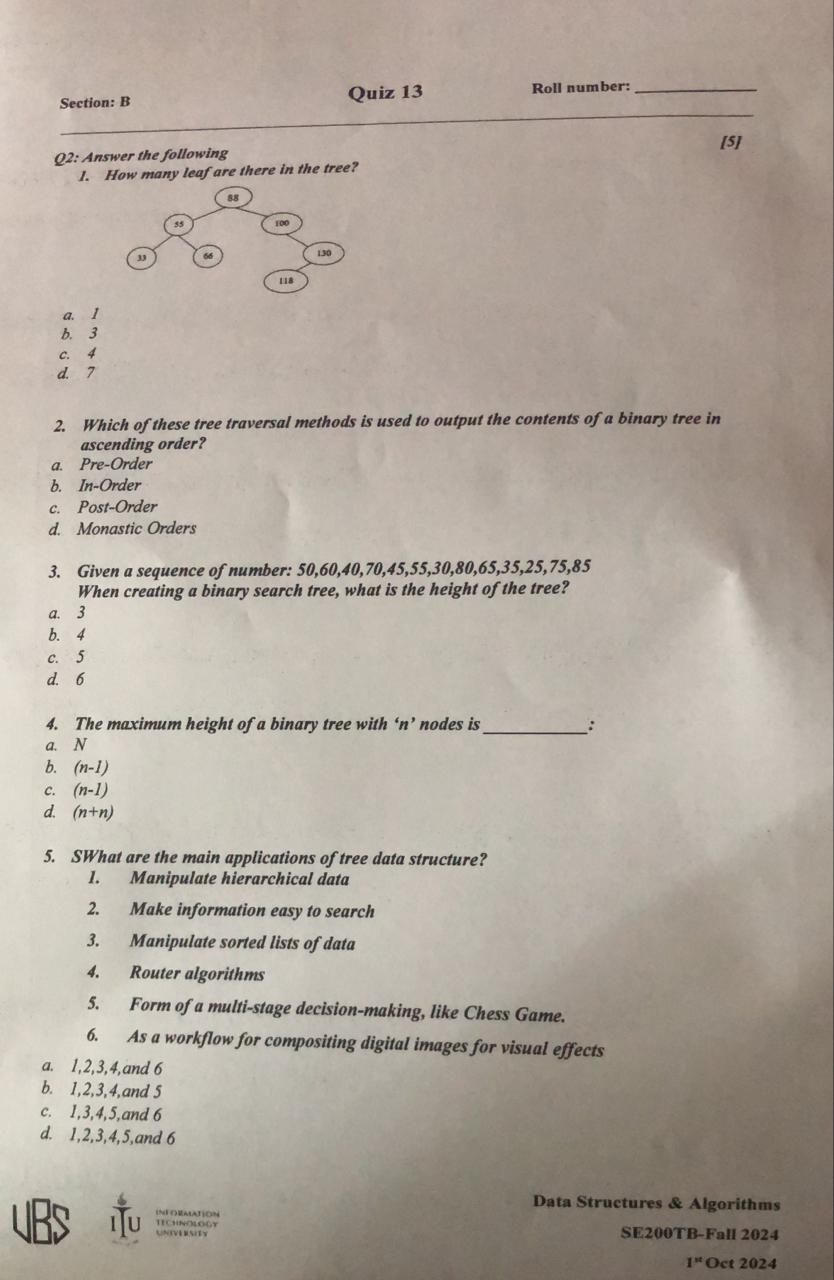 Section: B
Quiz 13
Roll number: ____________
[5]
Q2: Answer the following
1. How many leaf are there in the tree?
88
55
100
33
66
130
118
a. 1
b. 3
c. 4
d. 7
2. Which of these tree traversal methods is used to output the contents of a binary tree in
ascending order?
a. Pre-Order
b. In-Order
c. Post-Order
d. Monastic Orders
3. Given a sequence of number: 50,60,40,70,45,55,30,80,65,35,25,75,85
When creating a binary search tree, what is the height of the tree?
a. 3
b. 4
c. 5
d. 6
4. The maximum height of a binary tree with ‘n’ nodes is ___________:
a. N
b. (n-1)
c. (n-1)
d. (n+n)
5. SWhat are the main applications of tree data structure?
1. Manipulate hierarchical data
2. Make information easy to search
3. Manipulate sorted lists of data
4. Router algorithms
5. Form of a multi-stage decision-making, like Chess Game.
6. As a workflow for compositing digital images for visual effects
a. 1,2,3,4,and 6
b. 1,2,3,4,and 5
c. 1,3,4,5,and 6
d. 1,2,3,4,5,and 6
VBS
ITU
INFORMATION
TECHNOLOGY
UNIVERSITY
Data Structures & Algorithms
SE200TB-Fall 2024
1st Oct 2024